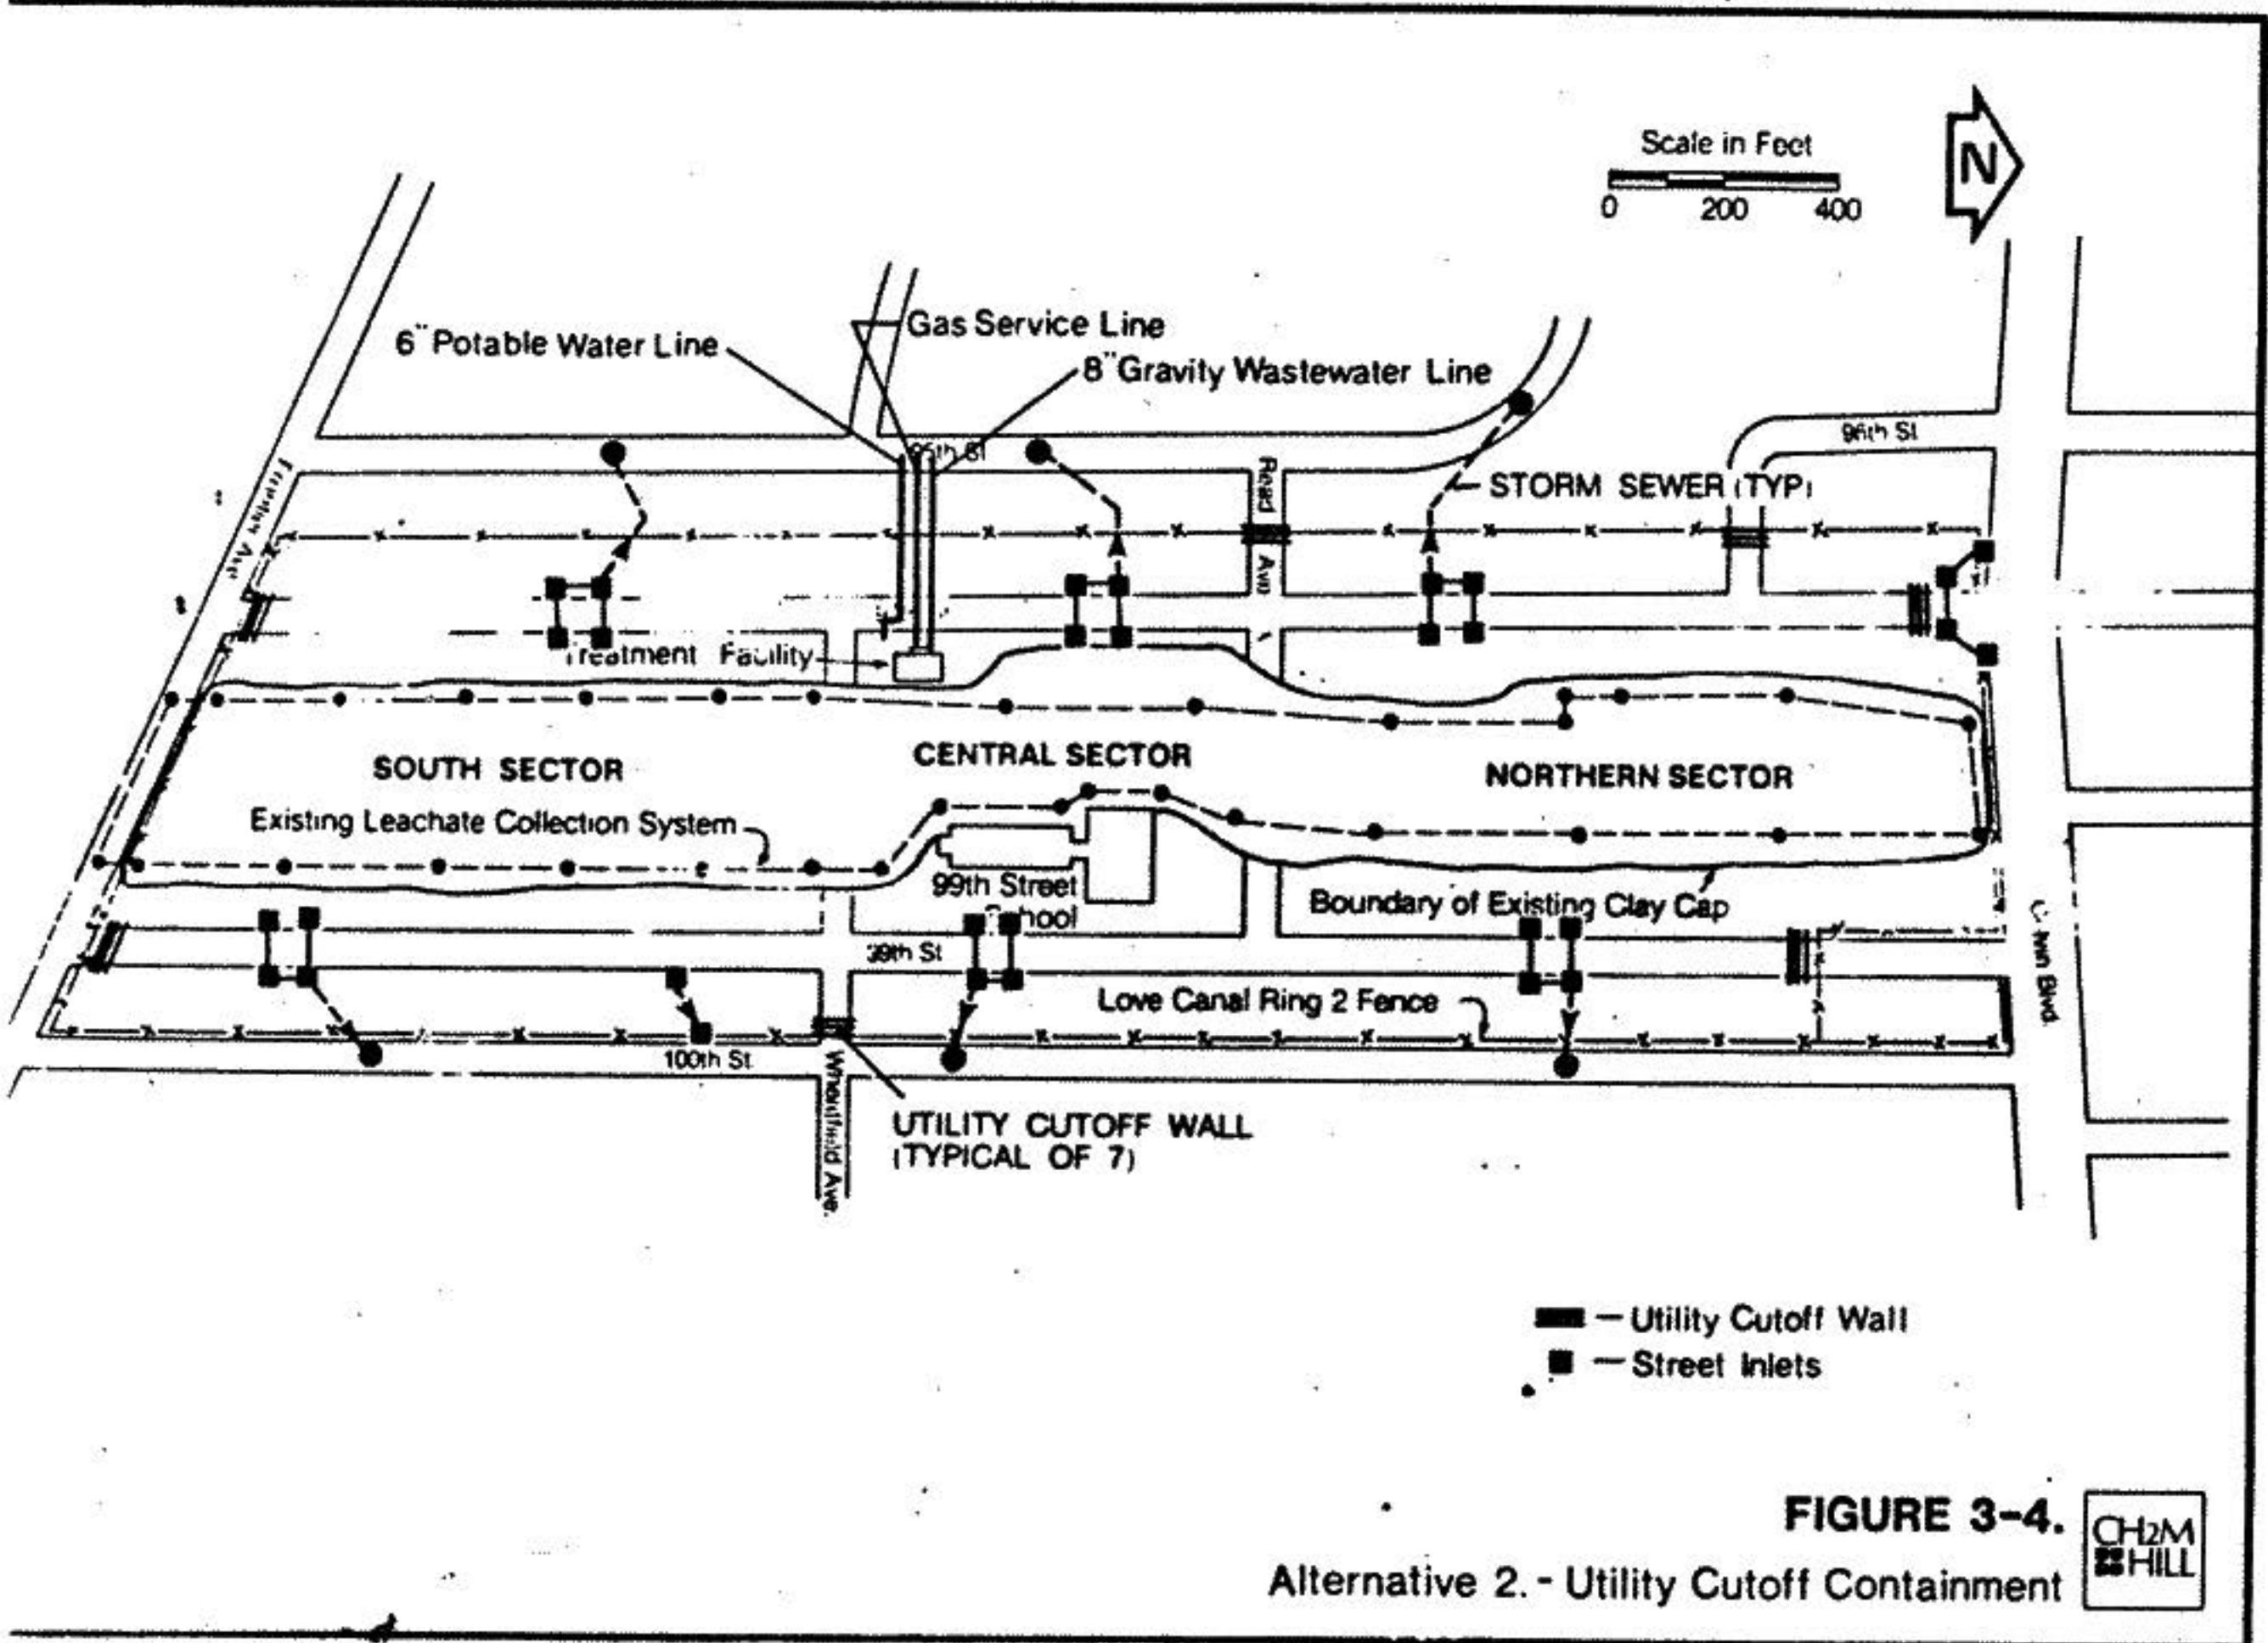 Scale in Feet
0 200 400
N
6" Potable Water Line
Gas Service Line
8" Gravity Wastewater Line
95th St
96th St
Read Ave
STORM SEWER (TYP)
Treatment Facility
SOUTH SECTOR
CENTRAL SECTOR
NORTHERN SECTOR
Existing Leachate Collection System
99th Street
School
Boundary of Existing Clay Cap
99th St
Love Canal Ring 2 Fence
Blvd.
100th St
Wheatfield Ave.
UTILITY CUTOFF WALL
(TYPICAL OF 7)
— Utility Cutoff Wall
— Street Inlets
FIGURE 3-4.
Alternative 2.- Utility Cutoff Containment
CH2M
HILL